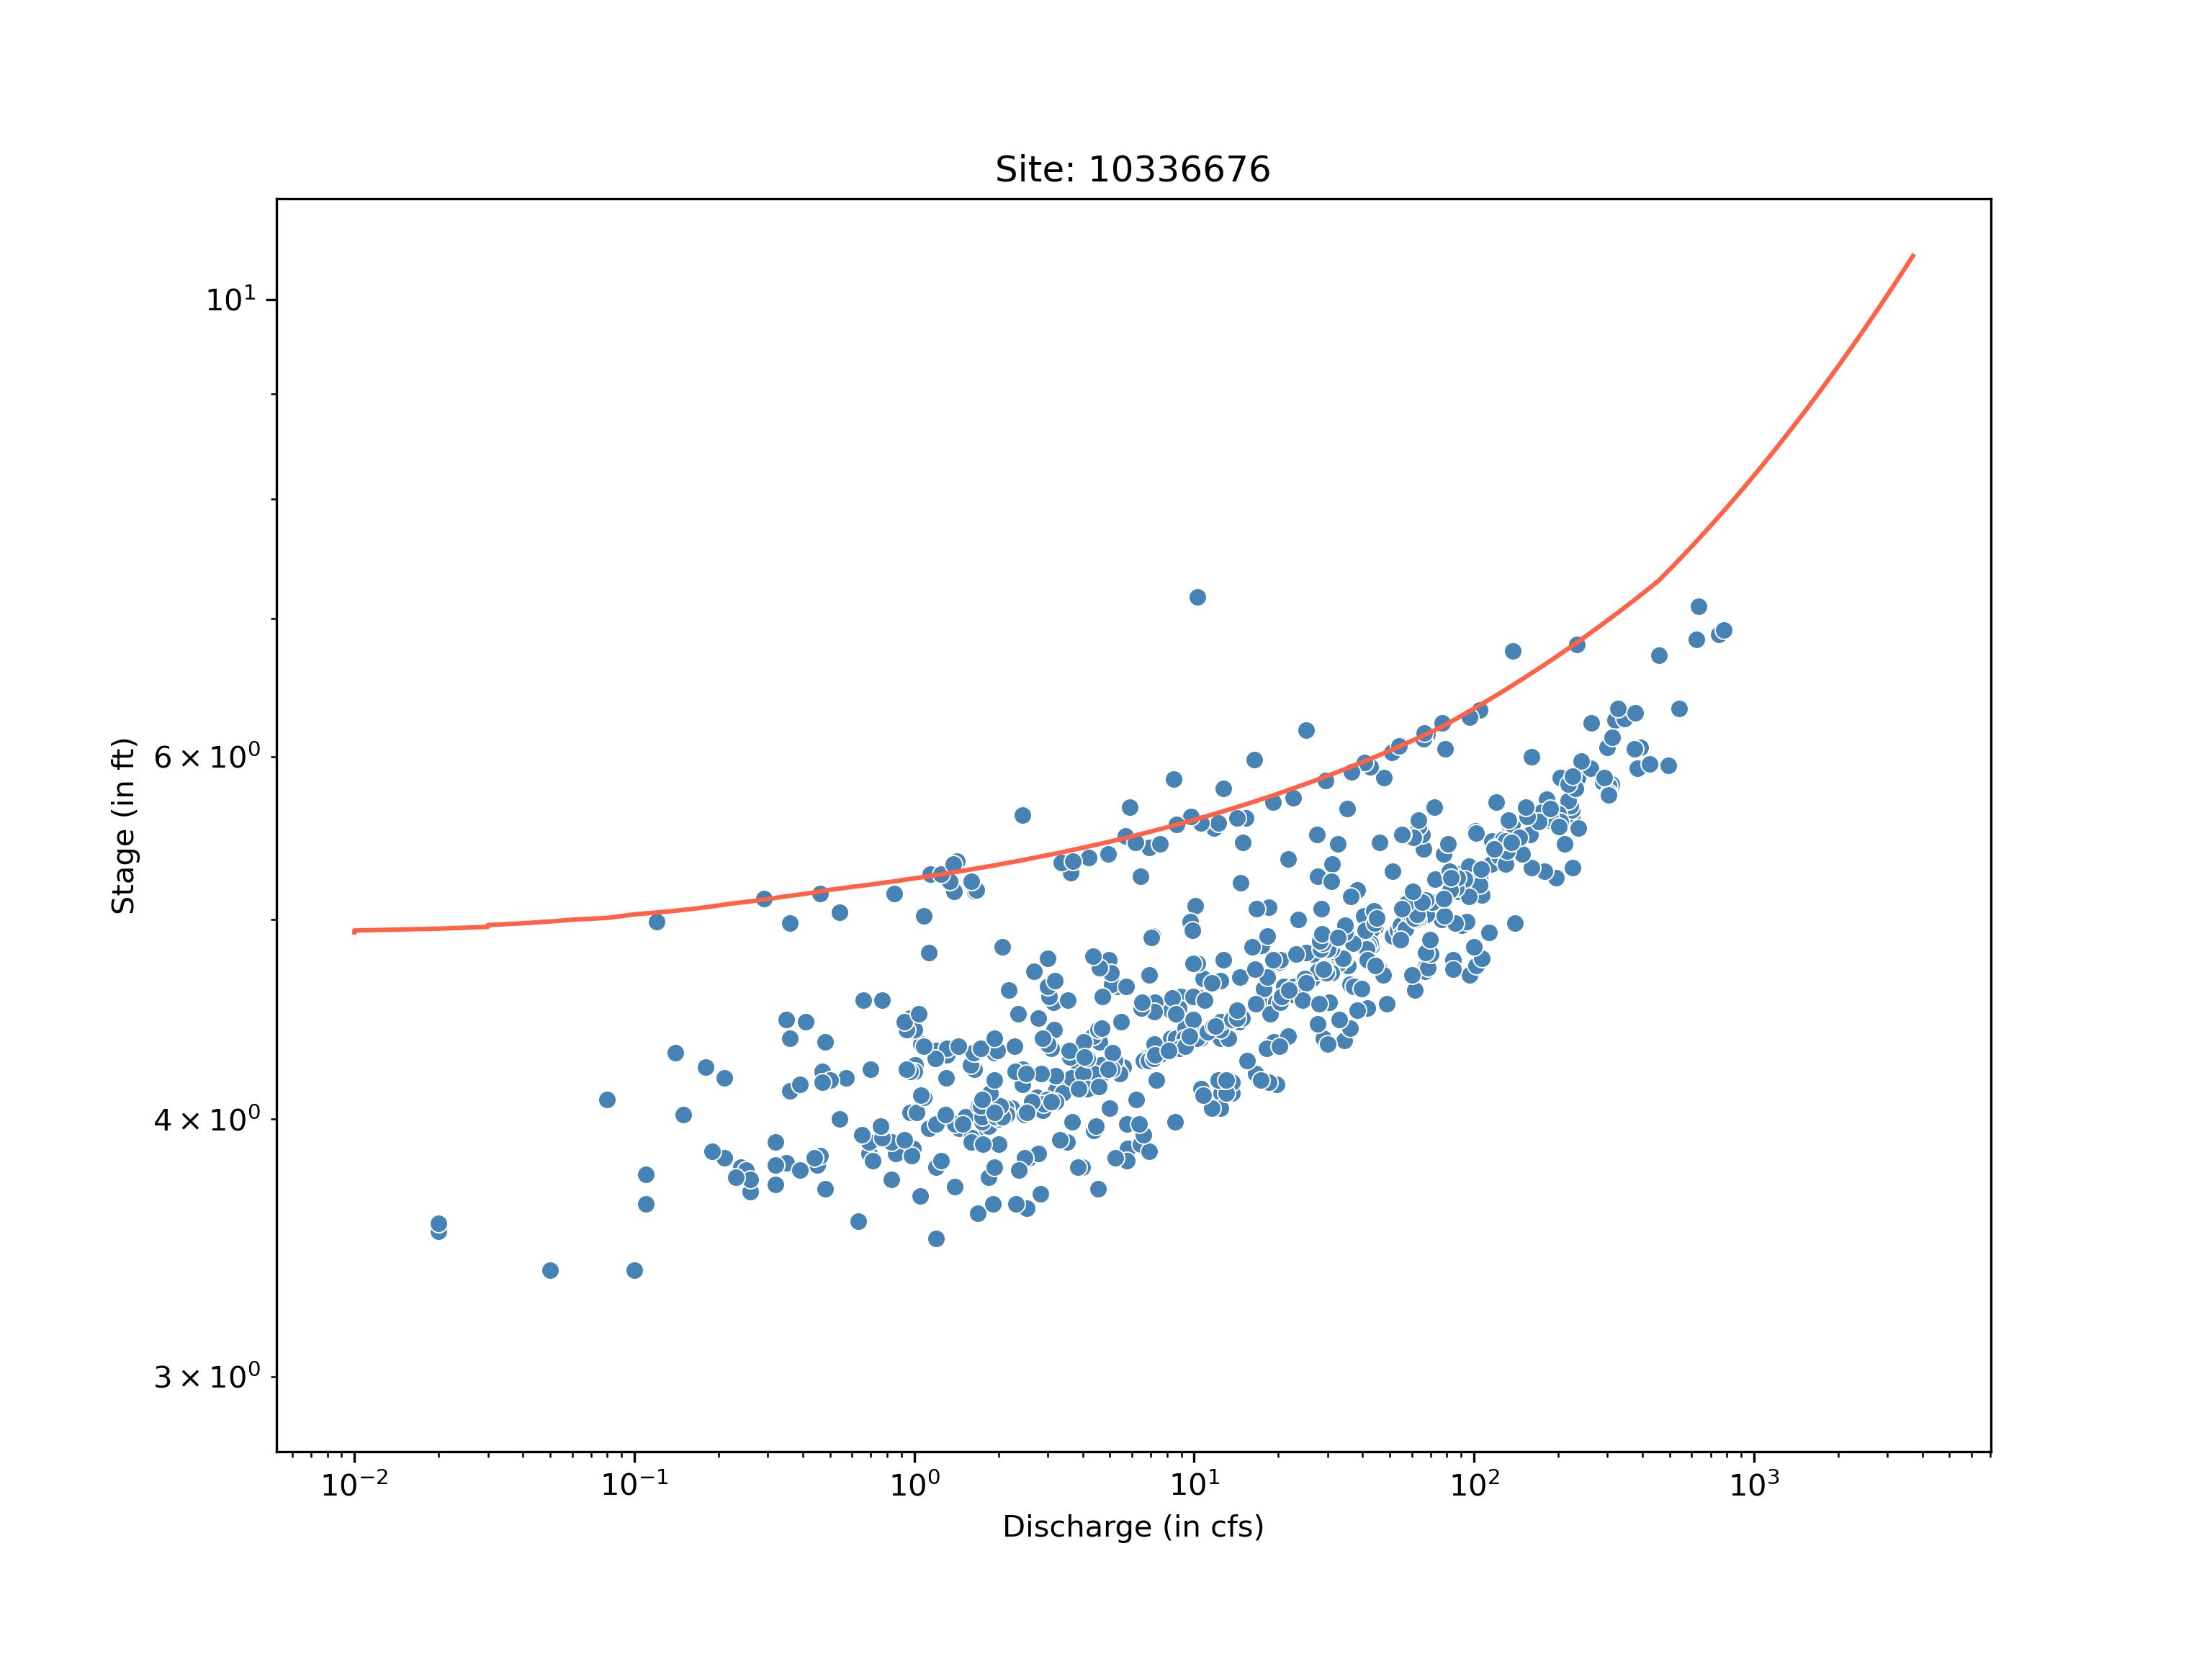 Site: 10336676
10¹
6 × 10⁰
Stage (in ft)
4 × 10⁰
3 × 10⁰
10⁻² 10⁻¹ 10⁰ 10¹ 10² 10³
Discharge (in cfs)